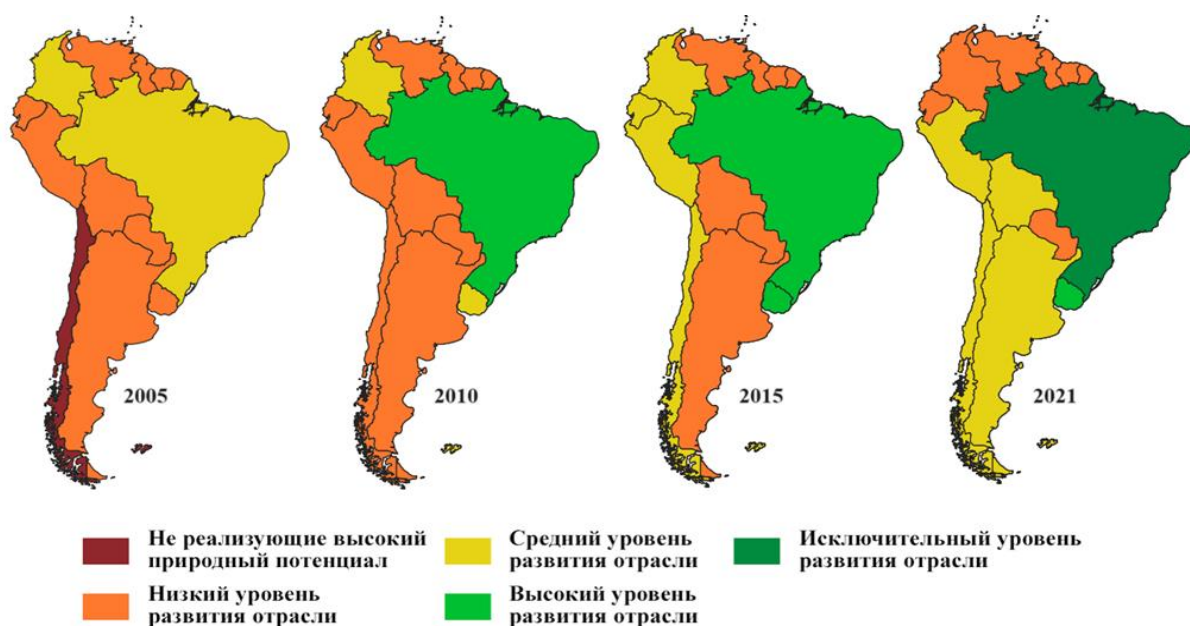 2005
2010
2015
2021
Не реализующие высокий
природный потенциал
Низкий уровень
развития отрасли
Средний уровень
развития отрасли
Высокий уровень
развития отрасли
Исключительный уровень
развития отрасли